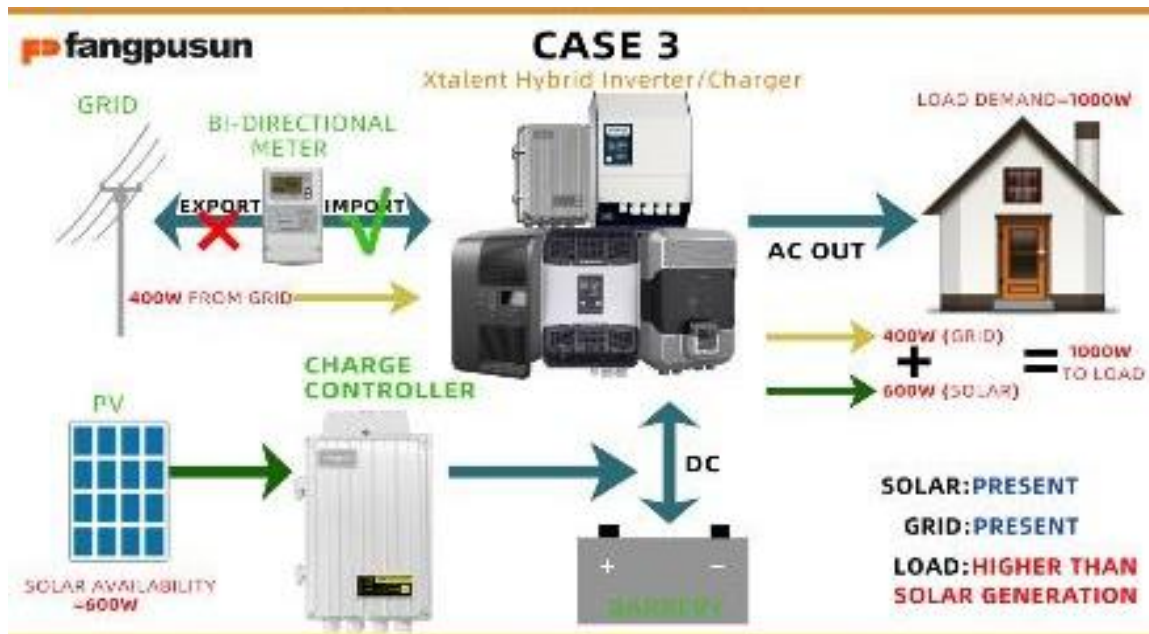 fangpusun
CASE 3
Xtalent Hybrid Inverter/Charger
GRID
BI-DIRECTIONAL
METER
EXPORT
IMPORT
400W FROM GRID
LOAD DEMAND=1000W
AC OUT
400W (GRID)
+
600W (SOLAR)
=
1000W
TO LOAD
CHARGE
CONTROLLER
PV
SOLAR AVAILABILITY
=600W
DC
+ −
SOLAR:PRESENT
GRID:PRESENT
LOAD:HIGHER THAN
SOLAR GENERATION